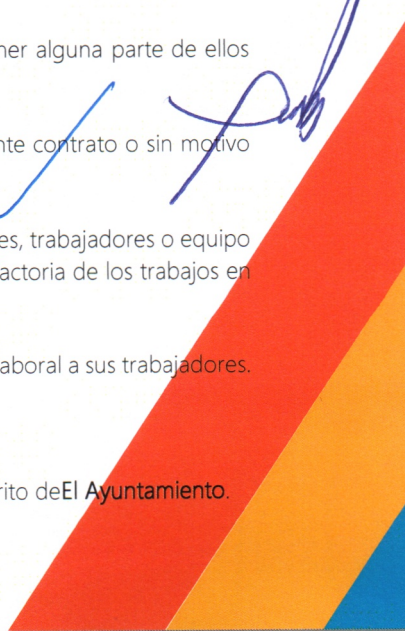 ner alguna parte de ellos
nte contrato o sin motivo
es, trabajadores o equipo
actoria de los trabajos en
aboral a sus trabajadores.
rito deEl Ayuntamiento.